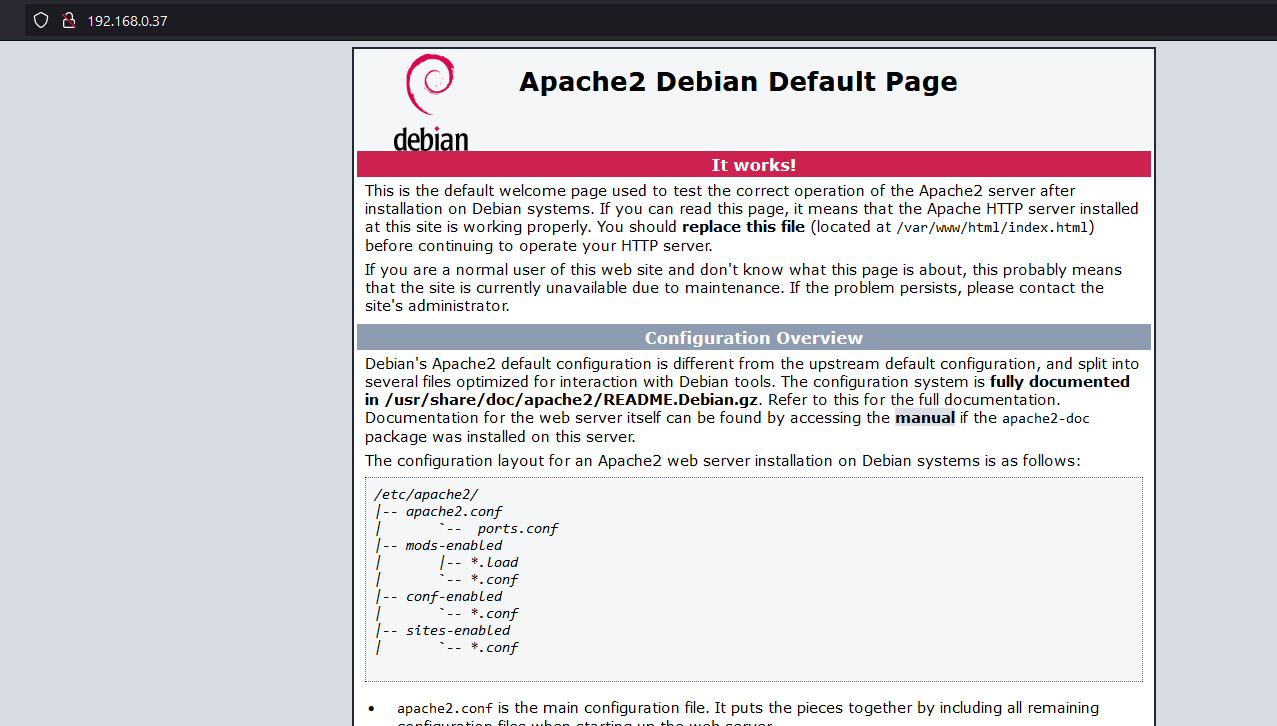 192.168.0.37
Apache2 Debian Default Page
debian
It works!
This is the default welcome page used to test the correct operation of the Apache2 server after
installation on Debian systems. If you can read this page, it means that the Apache HTTP server installed
at this site is working properly. You should replace this file (located at /var/www/html/index.html)
before continuing to operate your HTTP server.
If you are a normal user of this web site and don't know what this page is about, this probably means
that the site is currently unavailable due to maintenance. If the problem persists, please contact the
site's administrator.
Configuration Overview
Debian's Apache2 default configuration is different from the upstream default configuration, and split into
several files optimized for interaction with Debian tools. The configuration system is fully documented
in /usr/share/doc/apache2/README.Debian.gz. Refer to this for the full documentation.
Documentation for the web server itself can be found by accessing the manual if the apache2-doc
package was installed on this server.
The configuration layout for an Apache2 web server installation on Debian systems is as follows:
/etc/apache2/
|-- apache2.conf
|       `--  ports.conf
|-- mods-enabled
|       |-- *.load
|       `-- *.conf
|-- conf-enabled
|       `-- *.conf
|-- sites-enabled
|       `-- *.conf
• apache2.conf is the main configuration file. It puts the pieces together by including all remaining
configuration files when starting up the web server.